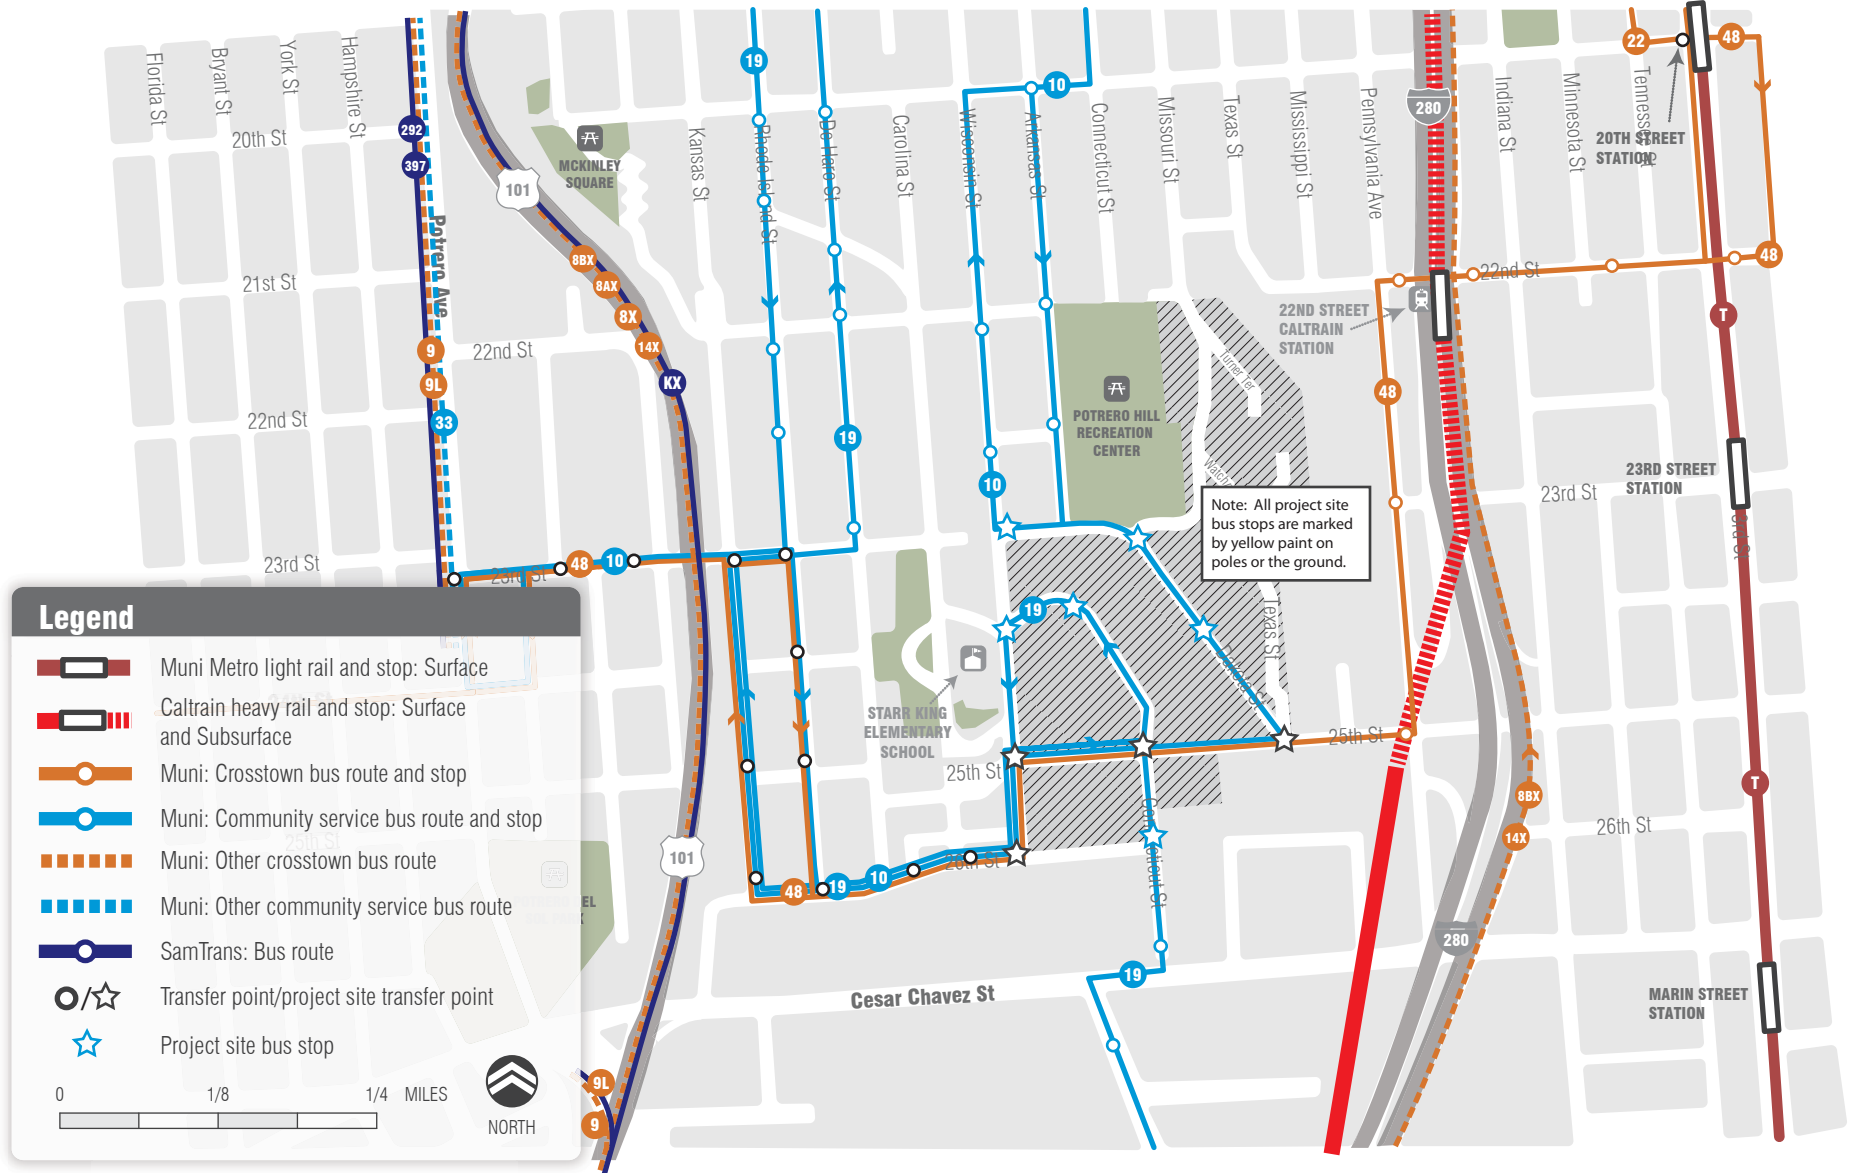 Florida St
Bryant St
York St
Hampshire St
20th St
21st St
22nd St
22nd St
23rd St
23rd St
292
397
Potrero Ave
9
9L
33
101
MCKINLEY
SQUARE
8BX
8AX
8X
14X
KX
Kansas St
Rhode Island St
De Haro St
Carolina St
Wisconsin St
Arkansas St
Connecticut St
Missouri St
Texas St
Mississippi St
Pennsylvania Ave
Indiana St
Minnesota St
Tennessee St
19
10
280
22
48
20TH STREET
STATION
48
22nd St
22ND STREET
CALTRAIN
STATION
T
48
Turner Ter
POTRERO HILL
RECREATION
CENTER
19
10
23RD STREET
STATION
23rd St
3rd St
Note: All project site
bus stops are marked
by yellow paint on
poles or the ground.
48
10
19
Texas St
Dakota St
STARR KING
ELEMENTARY
SCHOOL
25th St
25th St
T
8BX
14X
26th St
Connecticut St
101
48
19
10
26th St
280
19
Cesar Chavez St
MARIN STREET
STATION
9L
9
Legend
Muni Metro light rail and stop: Surface
Caltrain heavy rail and stop: Surface
and Subsurface
Muni: Crosstown bus route and stop
Muni: Community service bus route and stop
Muni: Other crosstown bus route
Muni: Other community service bus route
SamTrans: Bus route
Transfer point/project site transfer point
Project site bus stop
0 1/8 1/4 MILES
NORTH